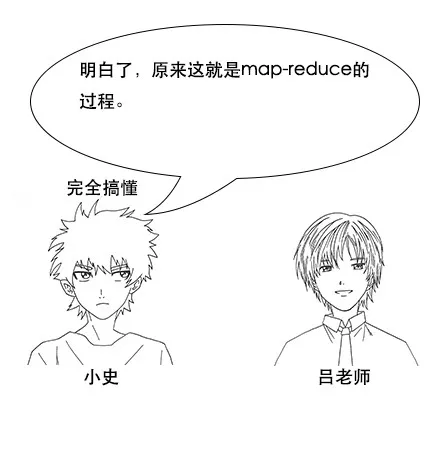 明白了，原来这就是map-reduce的
过程。
完全搞懂
小史
吕老师